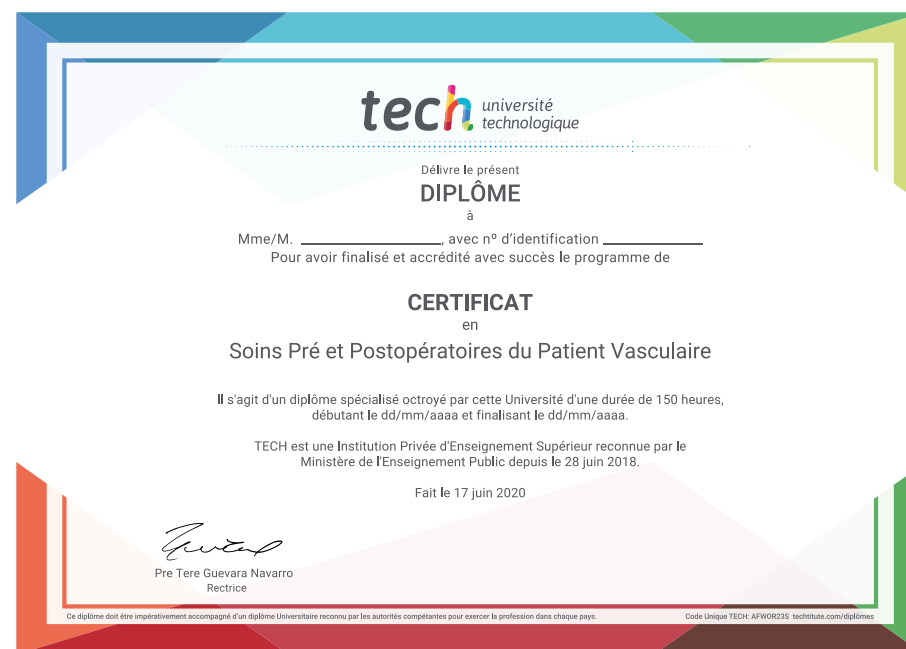 tech université
technologique
Délivre le présent
DIPLÔME
à
Mme/M. ____________________, avec nº d'identification ______________
Pour avoir finalisé et accrédité avec succès le programme de
CERTIFICAT
en
Soins Pré et Postopératoires du Patient Vasculaire
Il s'agit d'un diplôme spécialisé octroyé par cette Université d'une durée de 150 heures,
débutant le dd/mm/aaaa et finalisant le dd/mm/aaaa.
TECH est une Institution Privée d'Enseignement Supérieur reconnue par le
Ministère de l'Enseignement Public depuis le 28 juin 2018.
Fait le 17 juin 2020
Pre Tere Guevara Navarro
Rectrice
Ce diplôme doit être impérativement accompagné d'un diplôme Universitaire reconnu par les autorités compétantes pour exercer la profession dans chaque pays.
Code Unique TECH: AFWOR23S techtitute.com/diplômes